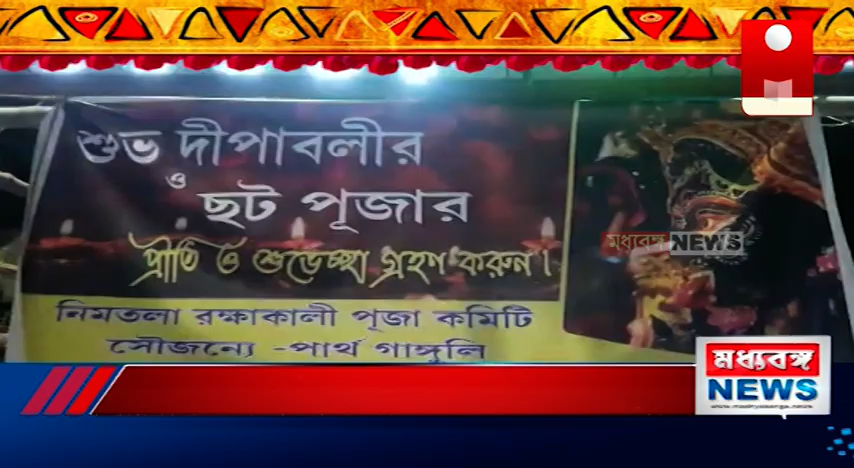 শুভ দীপাবলীর
ও
ছট পূজার
প্রীতি ও শুভেচ্ছা গ্রহণ করুন।
নিমতলা রক্ষাকালী পূজা কমিটি
সৌজন্যে -পার্থ গাঙ্গুলি
মধ্যবঙ্গ NEWS
মধ্যবঙ্গ
NEWS